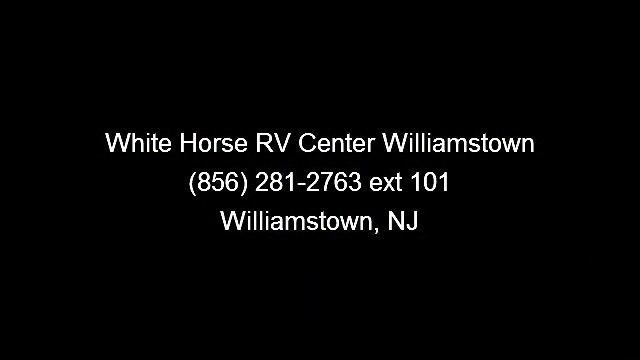 White Horse RV Center Williamstown
(856) 281-2763 ext 101
Williamstown, NJ